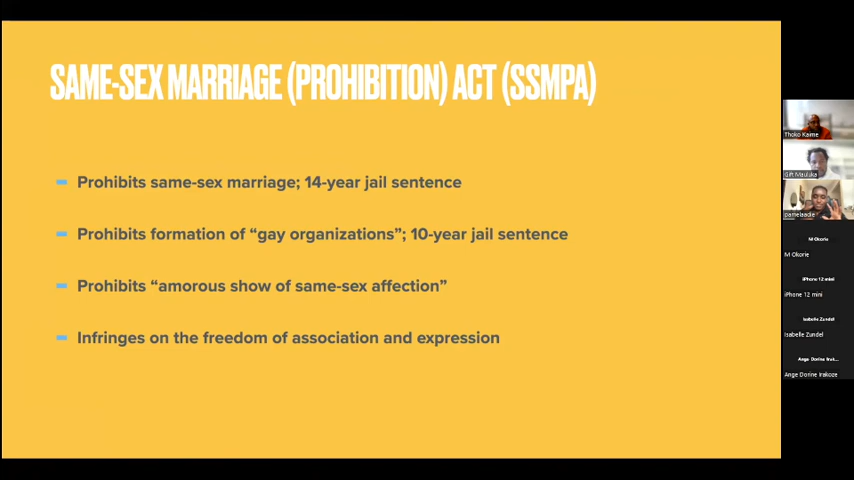 SAME-SEX MARRIAGE (PROHIBITION) ACT (SSMPA)
Prohibits same-sex marriage; 14-year jail sentence
Prohibits formation of “gay organizations”; 10-year jail sentence
Prohibits “amorous show of same-sex affection”
Infringes on the freedom of association and expression
Thoko Kaime
Gift Mauluka
pamelaadie
M Okorie
M Okorie
iPhone 12 mini
iPhone 12 mini
Isabelle Zundel
Isabelle Zundel
Ange Dorine Irak...
Ange Dorine Irakoze